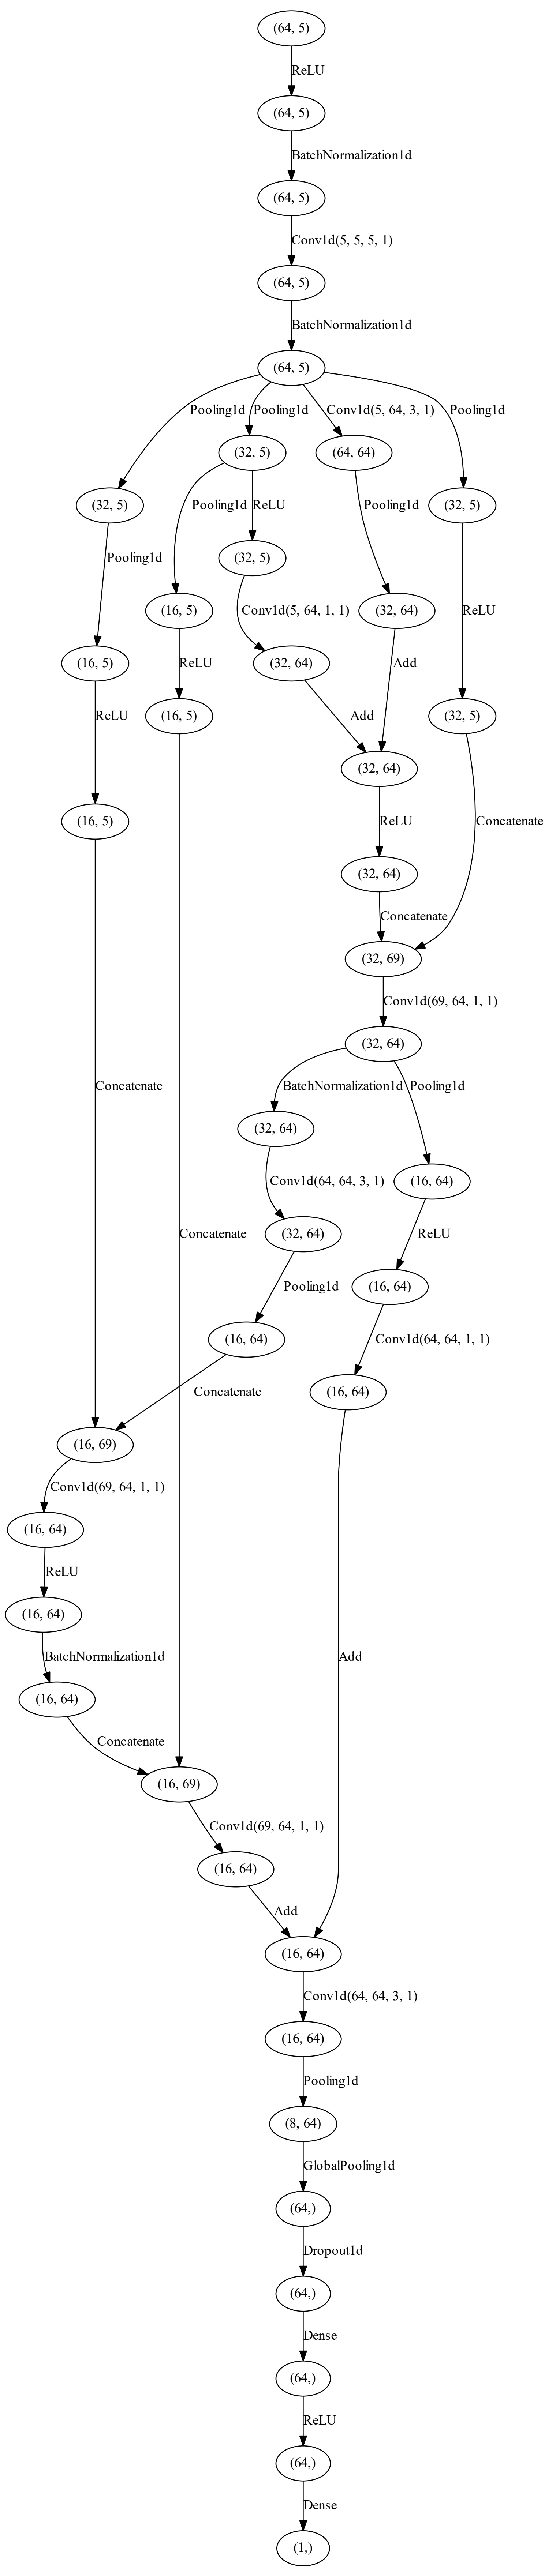 (64, 5)
ReLU
(64, 5)
BatchNormalization1d
(64, 5)
Conv1d(5, 5, 5, 1)
(64, 5)
BatchNormalization1d
(64, 5)
Pooling1d Pooling1d Conv1d(5, 64, 3, 1) Pooling1d
(32, 5) (64, 64)
(32, 5) (32, 5)
Pooling1d ReLU Pooling1d
Pooling1d (32, 5)
(16, 5) Conv1d(5, 64, 1, 1) (32, 64) ReLU
(16, 5) ReLU (32, 64) Add
ReLU (16, 5) Add (32, 5)
(32, 64)
(16, 5) ReLU Concatenate
(32, 64)
Concatenate
(32, 69)
Conv1d(69, 64, 1, 1)
(32, 64)
Concatenate BatchNormalization1d Pooling1d
(32, 64)
Conv1d(64, 64, 3, 1) (16, 64)
Concatenate (32, 64) ReLU
Pooling1d (16, 64)
(16, 64) Conv1d(64, 64, 1, 1)
Concatenate (16, 64)
(16, 69)
Conv1d(69, 64, 1, 1)
(16, 64)
ReLU
(16, 64)
BatchNormalization1d Add
(16, 64)
Concatenate
(16, 69)
Conv1d(69, 64, 1, 1)
(16, 64)
Add
(16, 64)
Conv1d(64, 64, 3, 1)
(16, 64)
Pooling1d
(8, 64)
GlobalPooling1d
(64,)
Dropout1d
(64,)
Dense
(64,)
ReLU
(64,)
Dense
(1,)